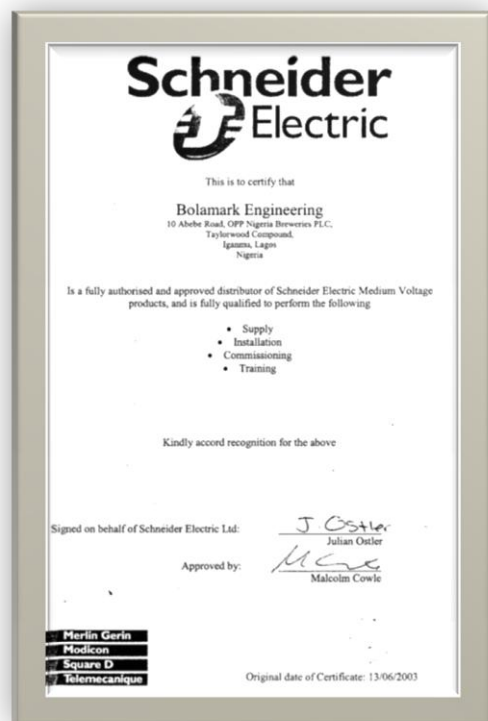 Schneider
Electric
This is to certify that
Bolamark Engineering
10 Abebe Road, OPP Nigeria Breweries PLC,
Taylorwood Compound,
Iganmu, Lagos
Nigeria
Is a fully authorised and approved distributor of Schneider Electric Medium Voltage
products, and is fully qualified to perform the following
• Supply
• Installation
• Commissioning
• Training
Kindly accord recognition for the above
Signed on behalf of Schneider Electric Ltd:
J. Ostler
Julian Ostler
Approved by:
Malcolm Cowle
Merlin Gerin
Modicon
Square D
Telemecanique
Original date of Certificate: 13/06/2003